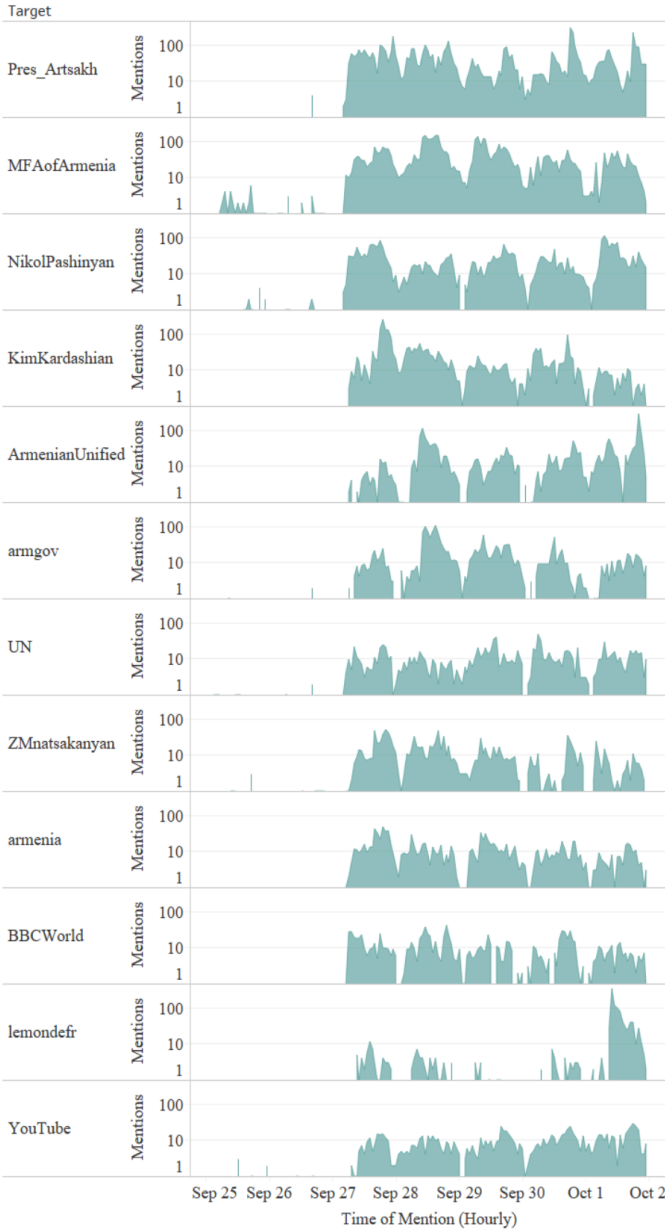 Target
Pres_Artsakh
Mentions
100
10
1
MFAofArmenia
Mentions
100
10
1
NikolPashinyan
Mentions
100
10
1
KimKardashian
Mentions
100
10
1
ArmenianUnified
Mentions
100
10
1
armgov
Mentions
100
10
1
UN
Mentions
100
10
1
ZMnatsakanyan
Mentions
100
10
1
armenia
Mentions
100
10
1
BBCWorld
Mentions
100
10
1
lemondefr
Mentions
100
10
1
YouTube
Mentions
100
10
1
Sep 25 Sep 26 Sep 27 Sep 28 Sep 29 Sep 30 Oct 1 Oct 2
Time of Mention (Hourly)